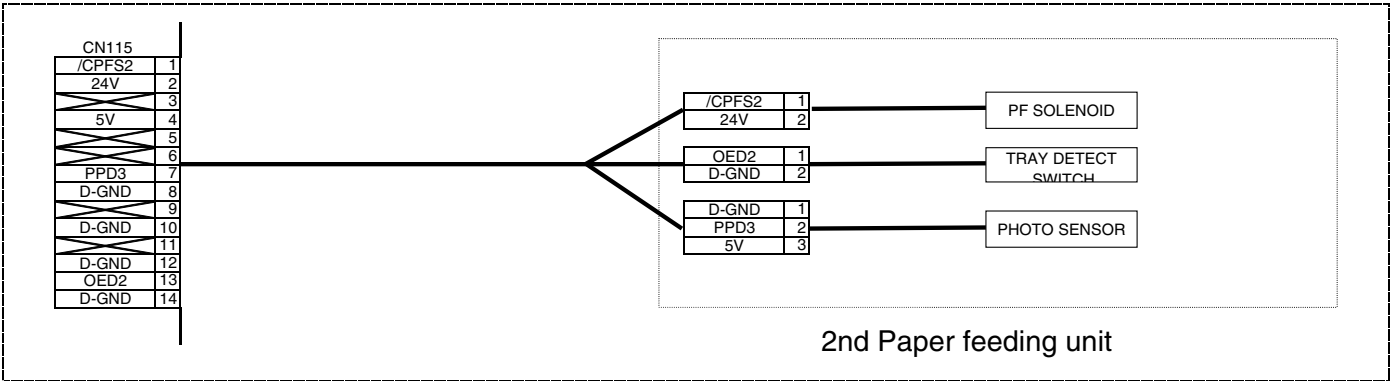 CN115
/CPFS2 1
24V 2
3
5V 4
5
6
PPD3 7
D-GND 8
9
D-GND 10
11
D-GND 12
OED2 13
D-GND 14
/CPFS2 1
24V 2
PF SOLENOID
OED2 1
D-GND 2
TRAY DETECT
SWITCH
D-GND 1
PPD3 2
5V 3
PHOTO SENSOR
2nd Paper feeding unit